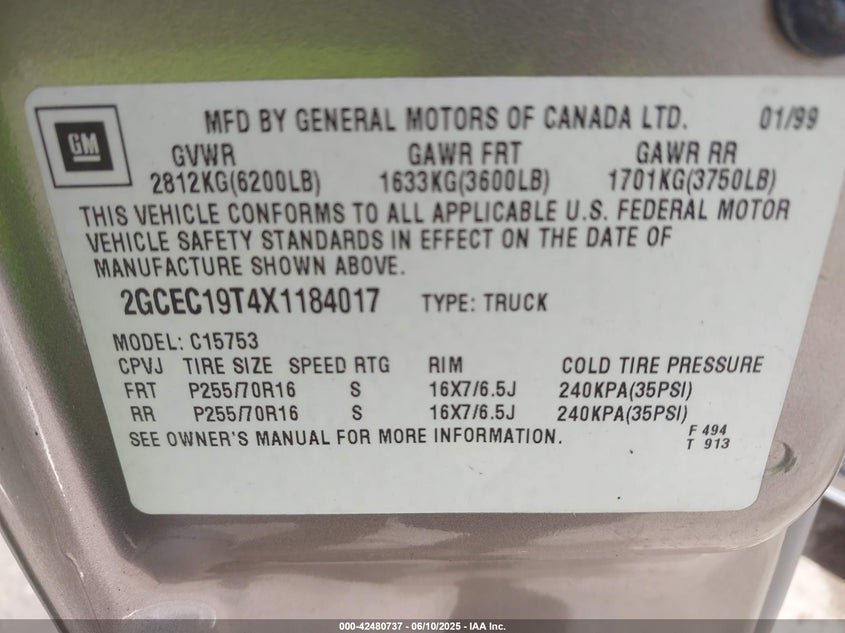 GM
MFD BY GENERAL MOTORS OF CANADA LTD. 01/99
GVWR GAWR FRT GAWR RR
2812KG(6200LB) 1633KG(3600LB) 1701KG(3750LB)
THIS VEHICLE CONFORMS TO ALL APPLICABLE U.S. FEDERAL MOTOR
VEHICLE SAFETY STANDARDS IN EFFECT ON THE DATE OF
MANUFACTURE SHOWN ABOVE.
2GCEC19T4X1184017 TYPE: TRUCK
MODEL: C15753
CPVJ TIRE SIZE SPEED RTG RIM COLD TIRE PRESSURE
FRT P255/70R16 S 16X7/6.5J 240KPA(35PSI)
RR P255/70R16 S 16X7/6.5J 240KPA(35PSI)
SEE OWNER'S MANUAL FOR MORE INFORMATION. F 494
T 913
000-42480737 - 06/10/2025 - IAA Inc.